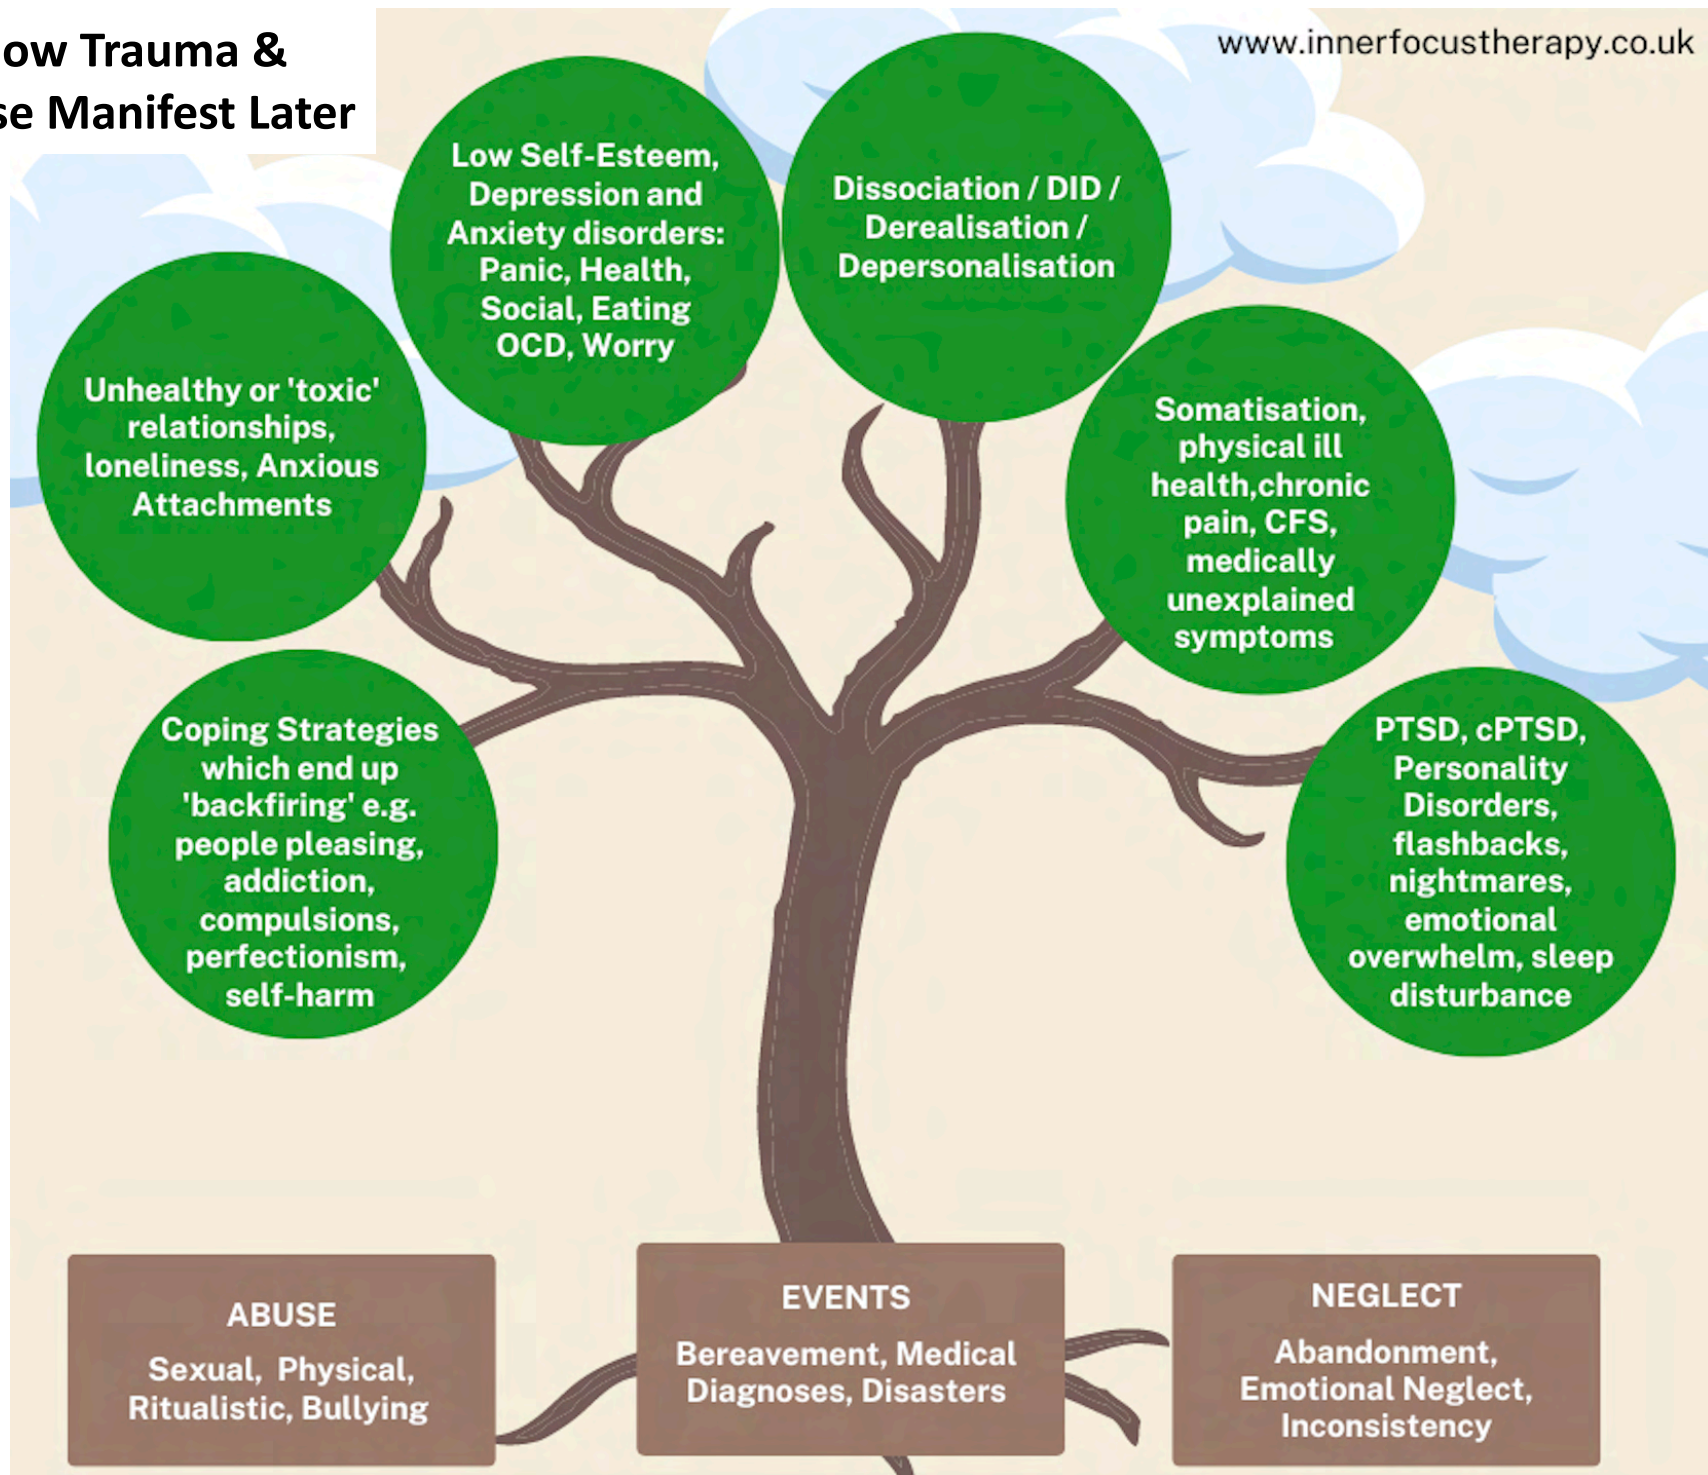 ow Trauma &
se Manifest Later
www.innerfocustherapy.co.uk
Low Self-Esteem,
Depression and
Anxiety disorders:
Panic, Health,
Social, Eating
OCD, Worry
Dissociation / DID /
Derealisation /
Depersonalisation
Unhealthy or 'toxic'
relationships,
loneliness, Anxious
Attachments
Somatisation,
physical ill
health,chronic
pain, CFS,
medically
unexplained
symptoms
Coping Strategies
which end up
'backfiring' e.g.
people pleasing,
addiction,
compulsions,
perfectionism,
self-harm
PTSD, cPTSD,
Personality
Disorders,
flashbacks,
nightmares,
emotional
overwhelm, sleep
disturbance
ABUSE
Sexual, Physical,
Ritualistic, Bullying
EVENTS
Bereavement, Medical
Diagnoses, Disasters
NEGLECT
Abandonment,
Emotional Neglect,
Inconsistency